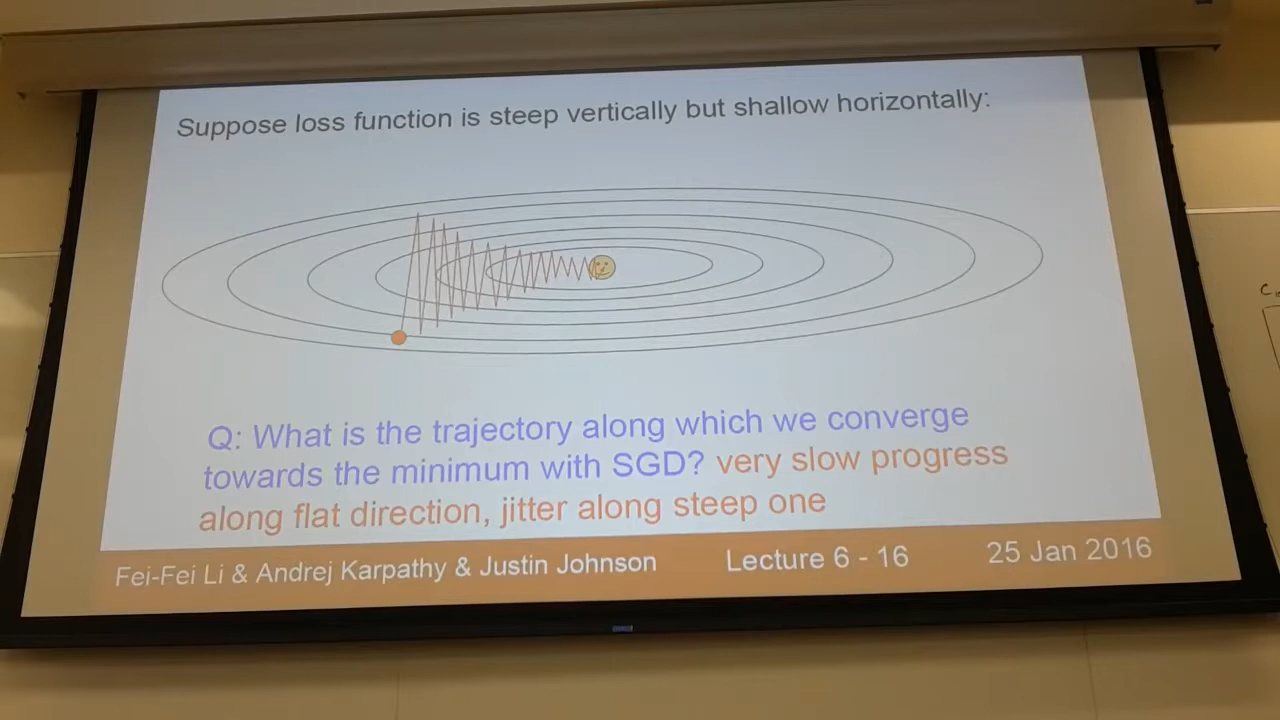 Suppose loss function is steep vertically but shallow horizontally:
Q: What is the trajectory along which we converge
towards the minimum with SGD? very slow progress
along flat direction, jitter along steep one
Fei-Fei Li & Andrej Karpathy & Justin Johnson Lecture 6 - 16 25 Jan 2016